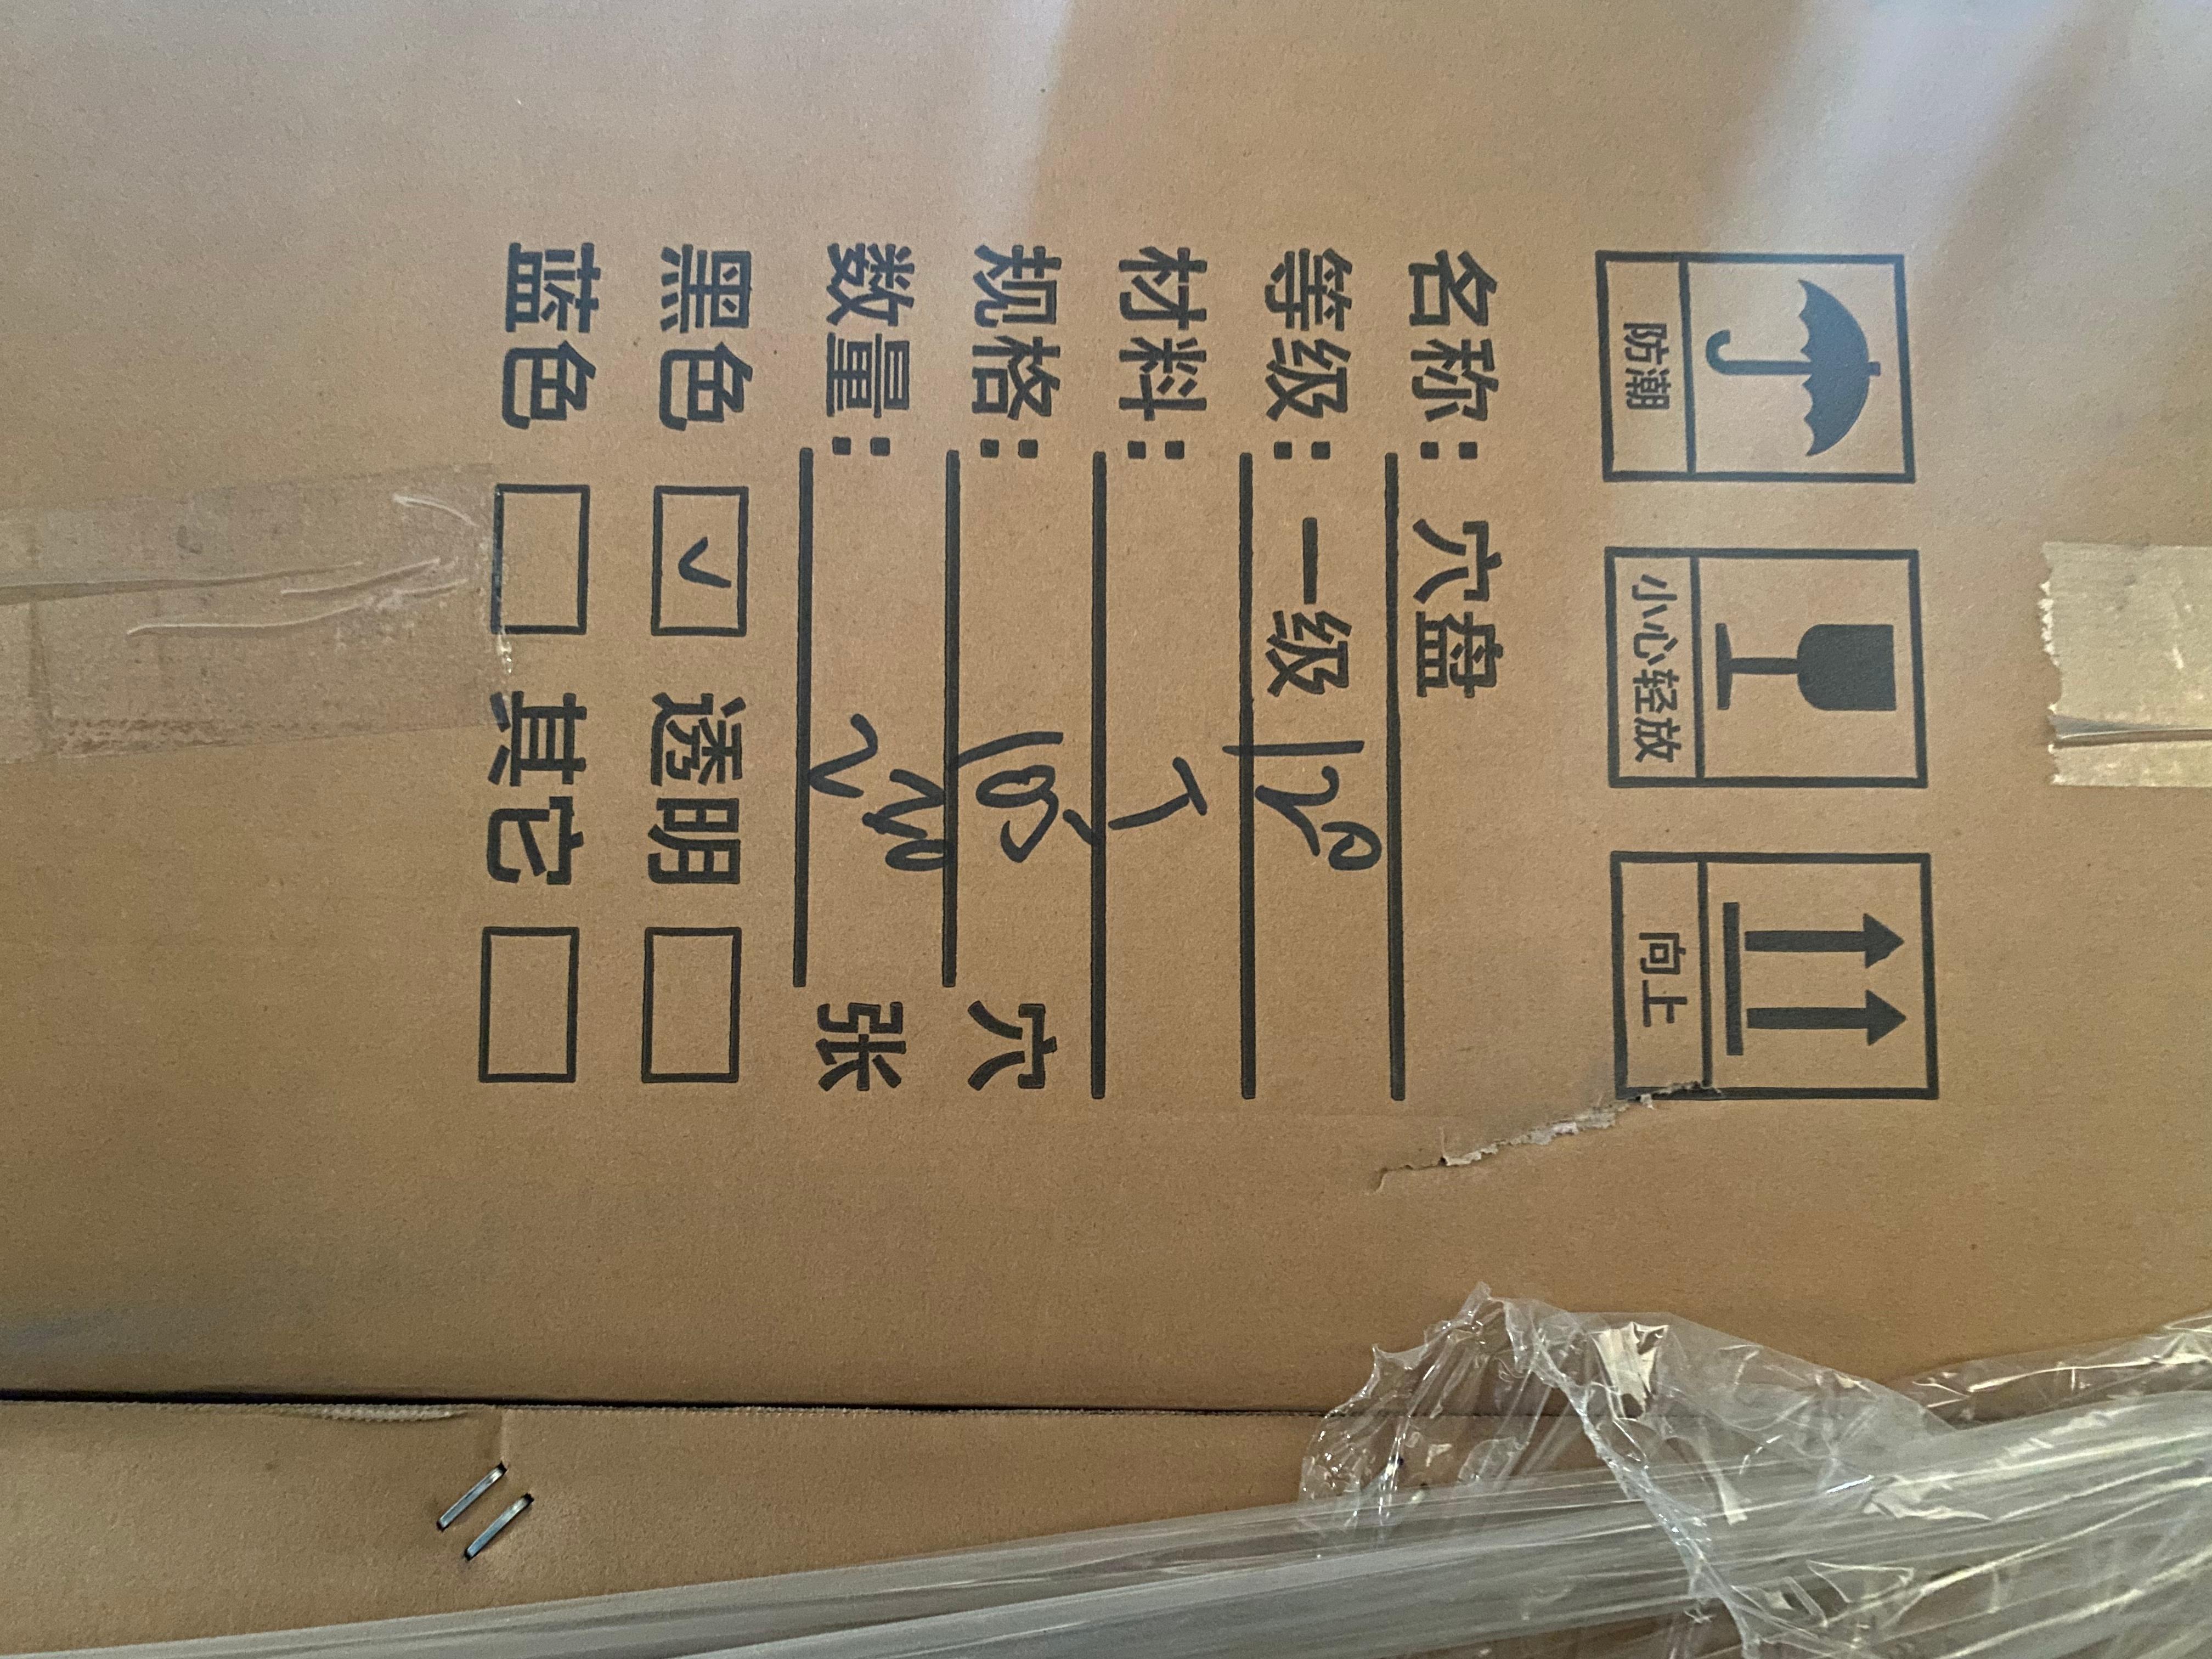 防潮
小心轻放
向上
名称：穴盘
等级：一级
材料：
规格：105 穴
数量：张
黑色 ✓ 透明
蓝色 其它